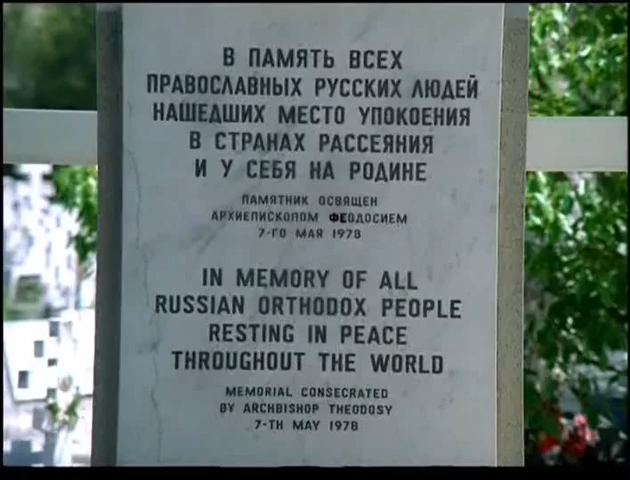 В ПАМЯТЬ ВСЕХ
ПРАВОСЛАВНЫХ РУССКИХ ЛЮДЕЙ
НАШЕДШИХ МЕСТО УПОКОЕНИЯ
В СТРАНАХ РАССЕЯНИЯ
И У СЕБЯ НА РОДИНЕ
ПАМЯТНИК ОСВЯЩЕН
АРХИЕПИСКОПОМ ФЕОДОСИЕМ
7-ГО МАЯ 1978
IN MEMORY OF ALL
RUSSIAN ORTHODOX PEOPLE
RESTING IN PEACE
THROUGHOUT THE WORLD
MEMORIAL CONSECRATED
BY ARCHBISHOP THEODOSY
7-TH MAY 1978